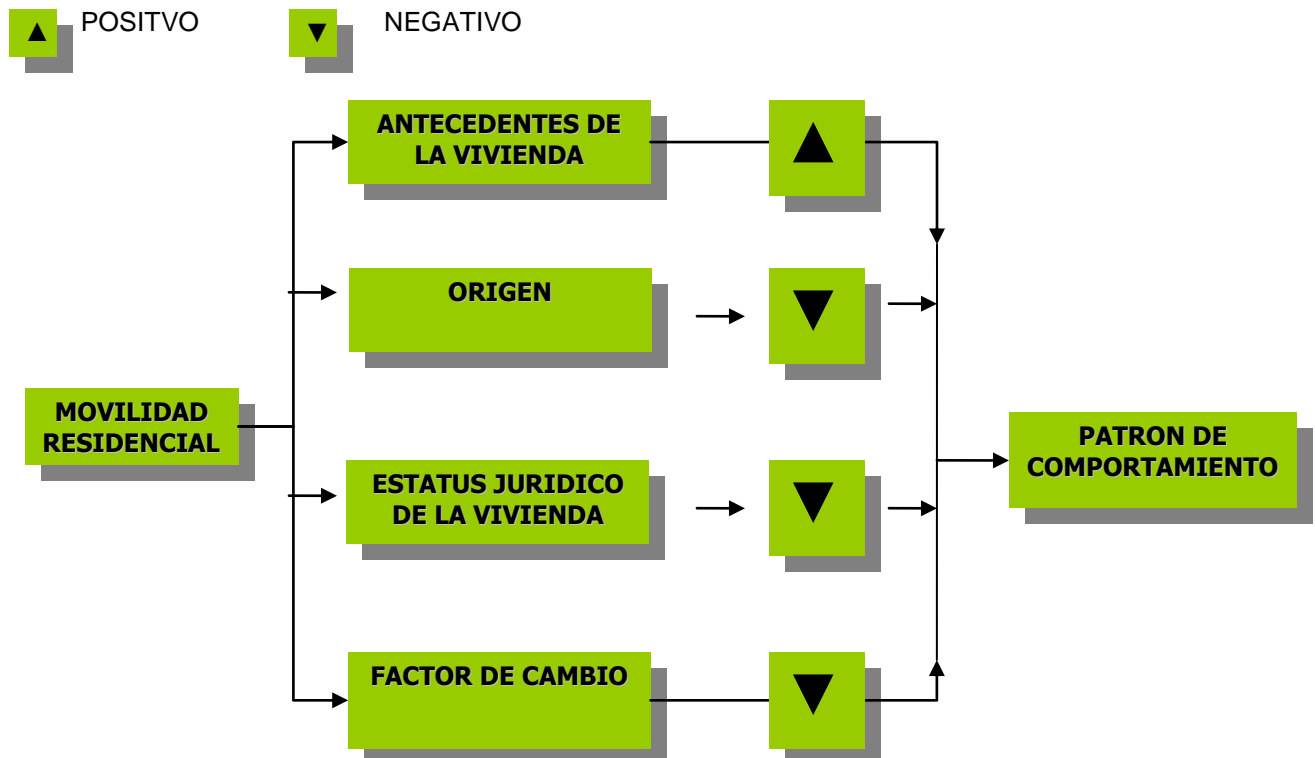 ▲ POSITVO ▼ NEGATIVO
ANTECEDENTES DE
LA VIVIENDA
▲
ORIGEN
▼
MOVILIDAD
RESIDENCIAL
PATRON DE
COMPORTAMIENTO
ESTATUS JURIDICO
DE LA VIVIENDA
▼
FACTOR DE CAMBIO
▼